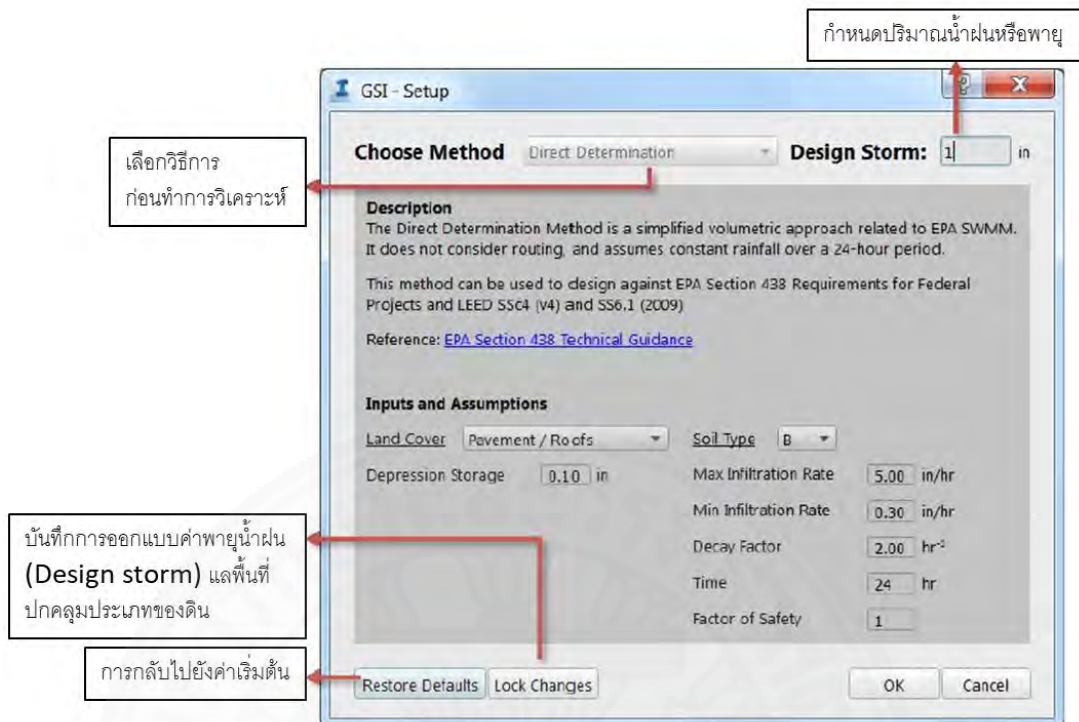 กำหนดปริมาณน้ำฝนหรือพายุ
GSI - Setup
เลือกวิธีการ
ก่อนทำการวิเคราะห์
Choose Method Direct Determination Design Storm: 1 in
Description
The Direct Determination Method is a simplified volumetric approach related to EPA SWMM.
It does not consider routing, and assumes constant rainfall over a 24-hour period.
This method can be used to design against EPA Section 438 Requirements for Federal
Projects and LEED SSc4 (V4) and SS6.1 (2009)
Reference: EPA Section 438 Technical Guidance
Inputs and Assumptions
Land Cover Pavement / Roofs Soil Type B
Depression Storage 0.10 in Max Infiltration Rate 5.00 in/hr
Min Infiltration Rate 0.30 in/hr
Decay Factor 2.00 hr⁻¹
Time 24 hr
Factor of Safety 1
บันทึกการออกแบบค่าพายุน้ำฝน
(Design storm) แลพื้นที่
ปกคลุมประเภทของดิน
การกลับไปยังค่าเริ่มต้น
Restore Defaults Lock Changes OK Cancel